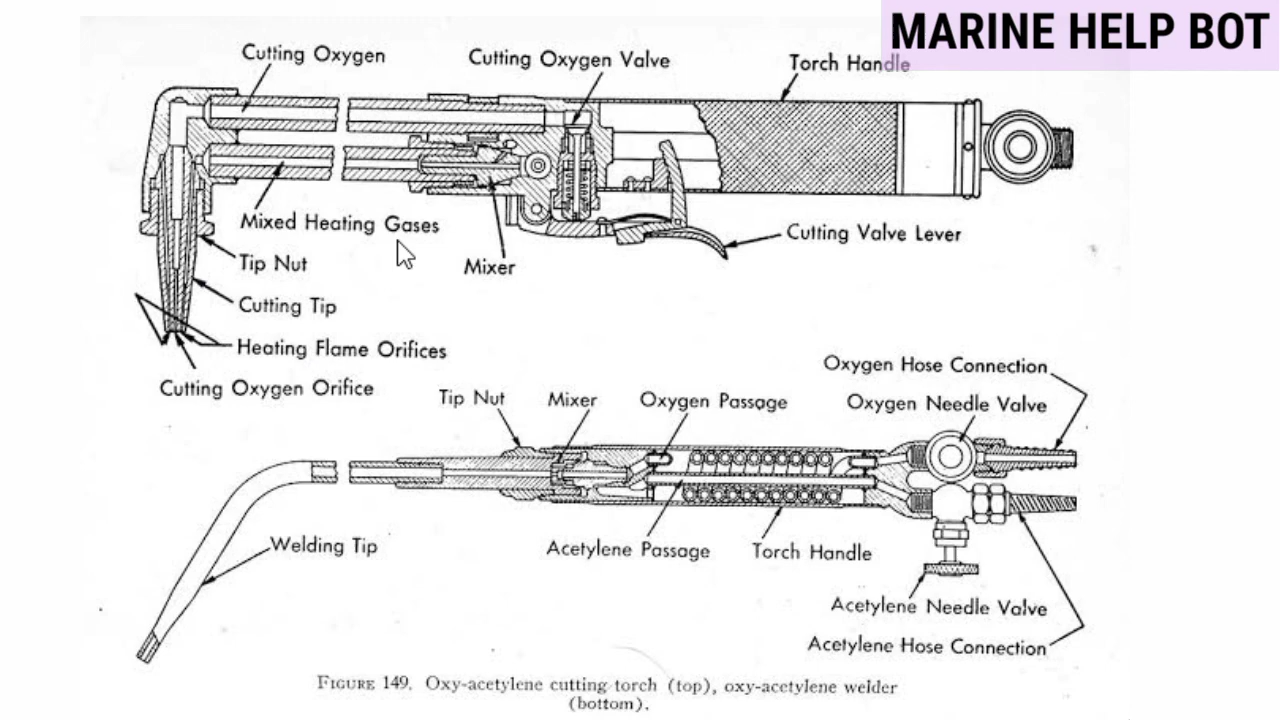 MARINE HELP BOT
Cutting Oxygen
Cutting Oxygen Valve
Torch Handle
Mixed Heating Gases
Cutting Valve Lever
Tip Nut
Mixer
Cutting Tip
Heating Flame Orifices
Cutting Oxygen Orifice
Oxygen Hose Connection
Tip Nut
Mixer
Oxygen Passage
Oxygen Needle Valve
Welding Tip
Acetylene Passage
Torch Handle
Acetylene Needle Valve
Acetylene Hose Connection
FIGURE 149. Oxy-acetylene cutting torch (top), oxy-acetylene welder
(bottom).